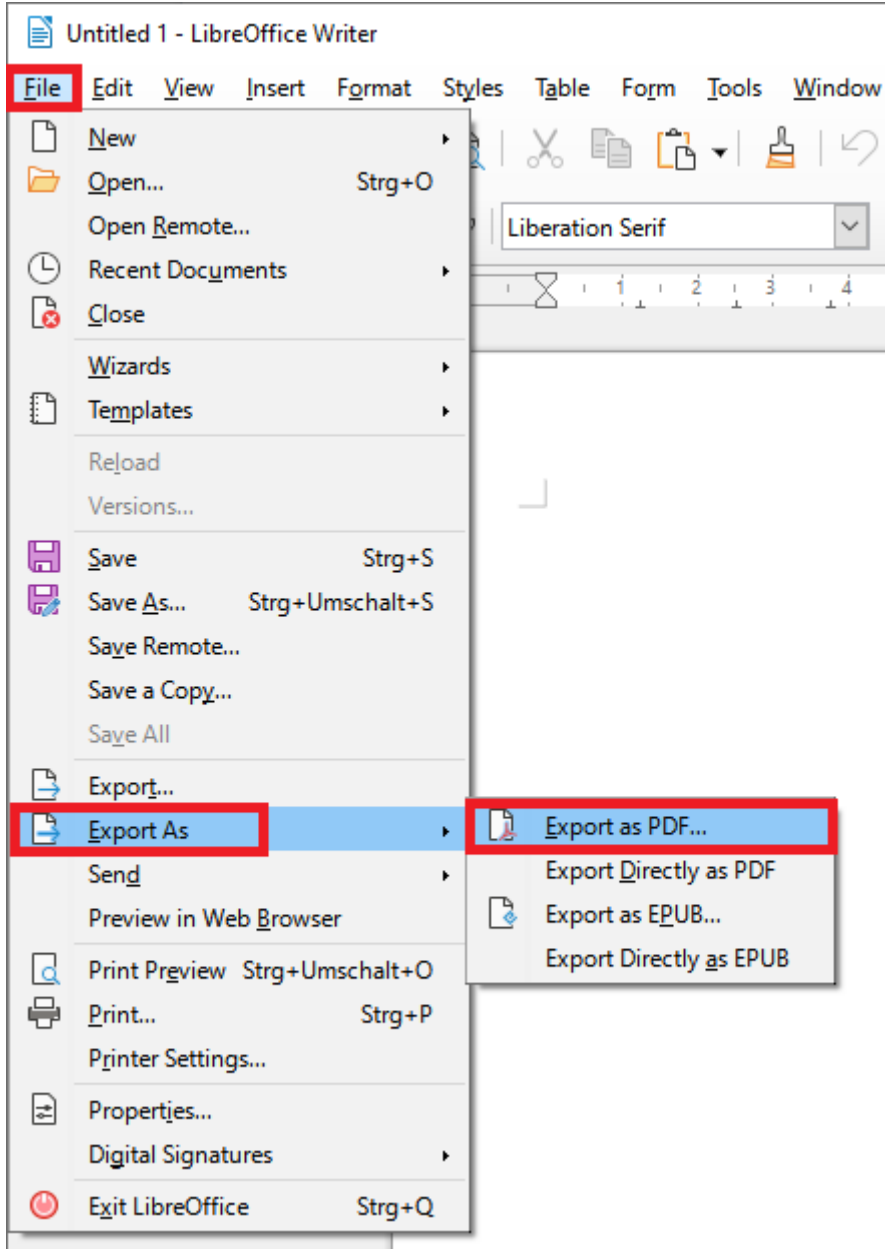 Untitled 1 - LibreOffice Writer
File Edit View Insert Format Styles Table Form Tools Window
New
Open... Strg+O
Open Remote...
Liberation Serif
Recent Documents
1 2 3 4
Close
Wizards
Templates
Reload
Versions...
Save Strg+S
Save As... Strg+Umschalt+S
Save Remote...
Save a Copy...
Save All
Export...
Export As
Export as PDF...
Send
Export Directly as PDF
Preview in Web Browser
Export as EPUB...
Print Preview Strg+Umschalt+O
Export Directly as EPUB
Print... Strg+P
Printer Settings...
Properties...
Digital Signatures
Exit LibreOffice Strg+Q